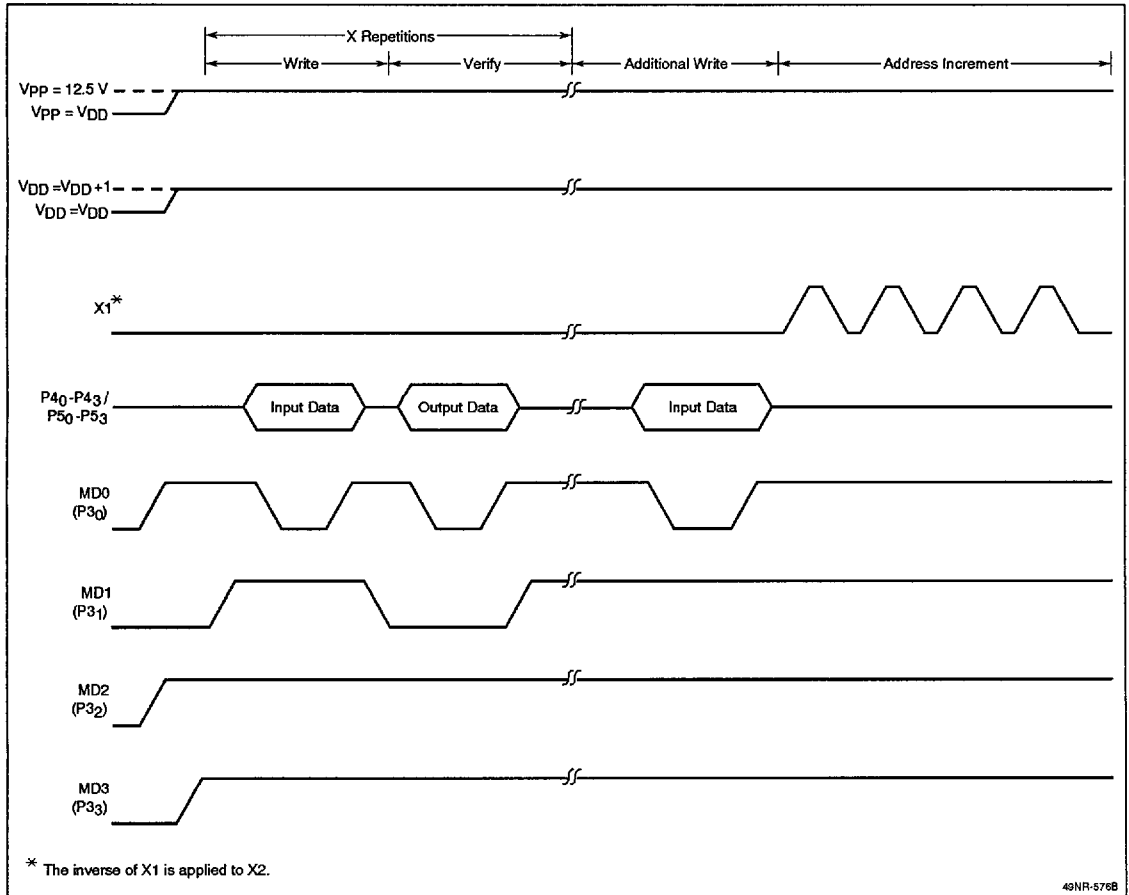 X Repetitions
Write Verify Additional Write Address Increment
VPP = 12.5 V
VPP = VDD
VDD =VDD +1
VDD =VDD
X1*
P40-P43 /
P50-P53
Input Data Output Data Input Data
MD0
(P30)
MD1
(P31)
MD2
(P32)
MD3
(P33)
* The inverse of X1 is applied to X2.
49NR-576B